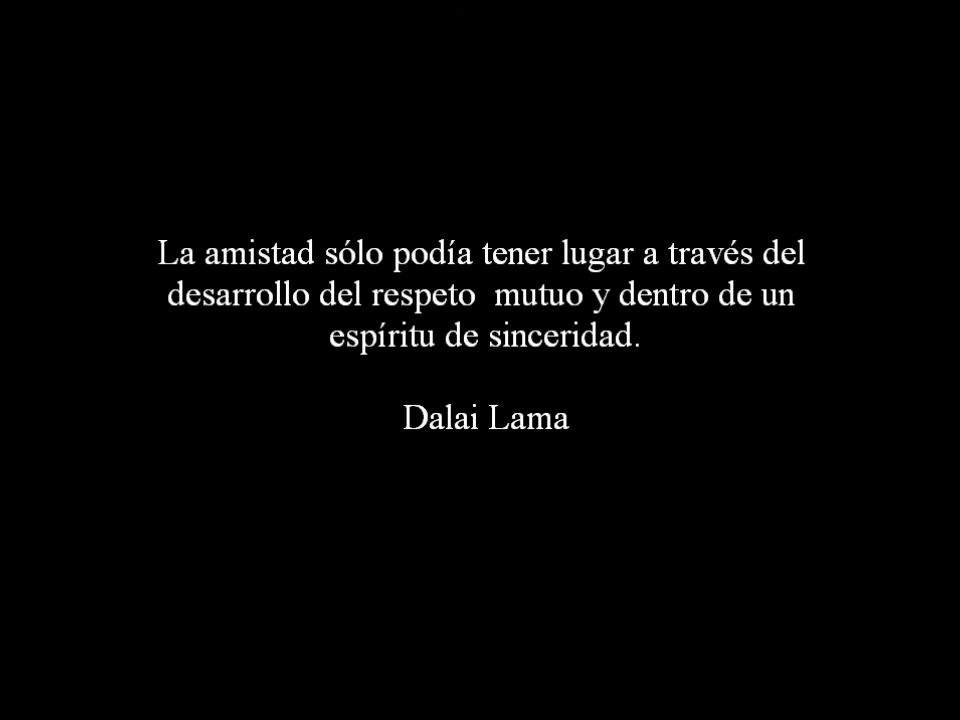 La amistad sólo podía tener lugar a través del
desarrollo del respeto  mutuo y dentro de un
espíritu de sinceridad.
Dalai Lama